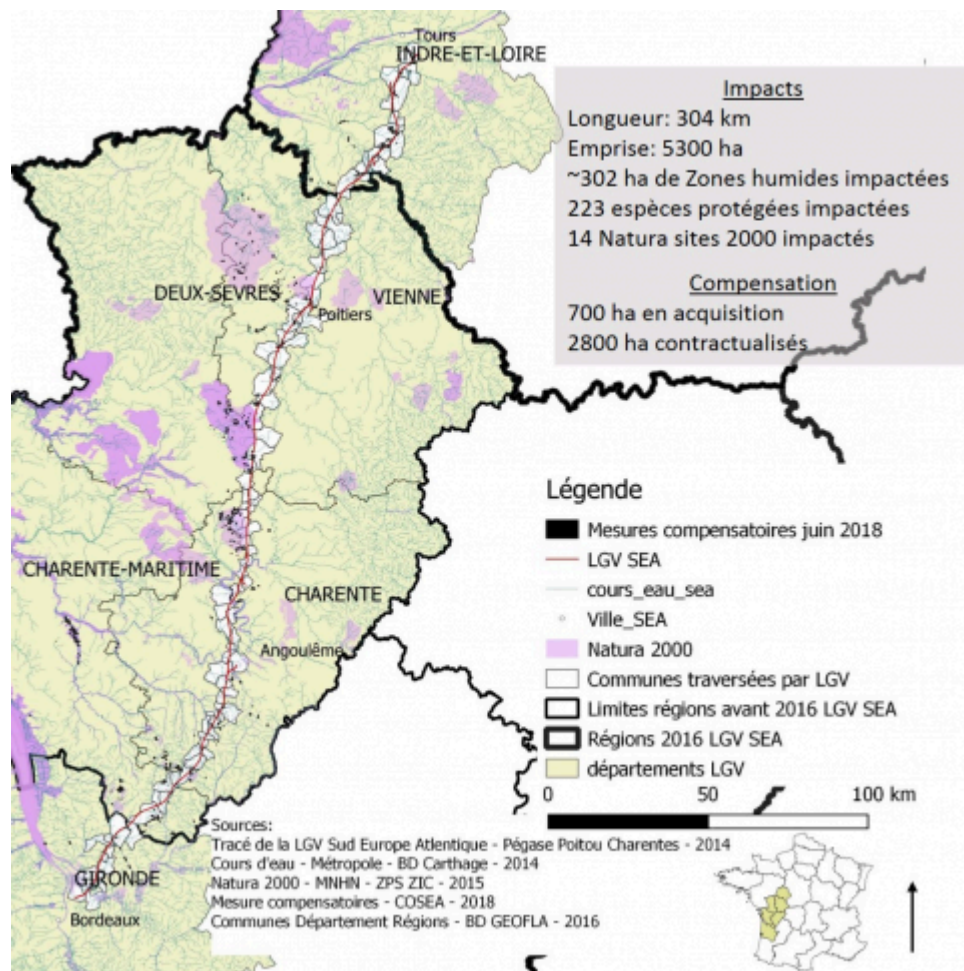 Tours
INDRE-ET-LOIRE
Impacts
Longueur: 304 km
Emprise: 5300 ha
~302 ha de Zones humides impactées
223 espèces protégées impactées
14 Natura sites 2000 impactés
Compensation
700 ha en acquisition
2800 ha contractualisés
DEUX-SEVRES
VIENNE
Poitiers
CHARENTE-MARITIME
CHARENTE
Angoulême
GIRONDE
Bordeaux
Légende
Mesures compensatoires juin 2018
LGV SEA
cours_eau_sea
Ville_SEA
Natura 2000
Communes traversées par LGV
Limites régions avant 2016 LGV SEA
Régions 2016 LGV SEA
départements LGV
0 50 100 km
Sources:
Tracé de la LGV Sud Europe Atlantique - Pégase Poitou Charentes - 2014
Cours d'eau - Métropole - BD Carthage - 2014
Natura 2000 - MNHN - ZPS ZIC - 2015
Mesure compensatoires - COSEA - 2018
Communes Département Régions - BD GEOFLA - 2016